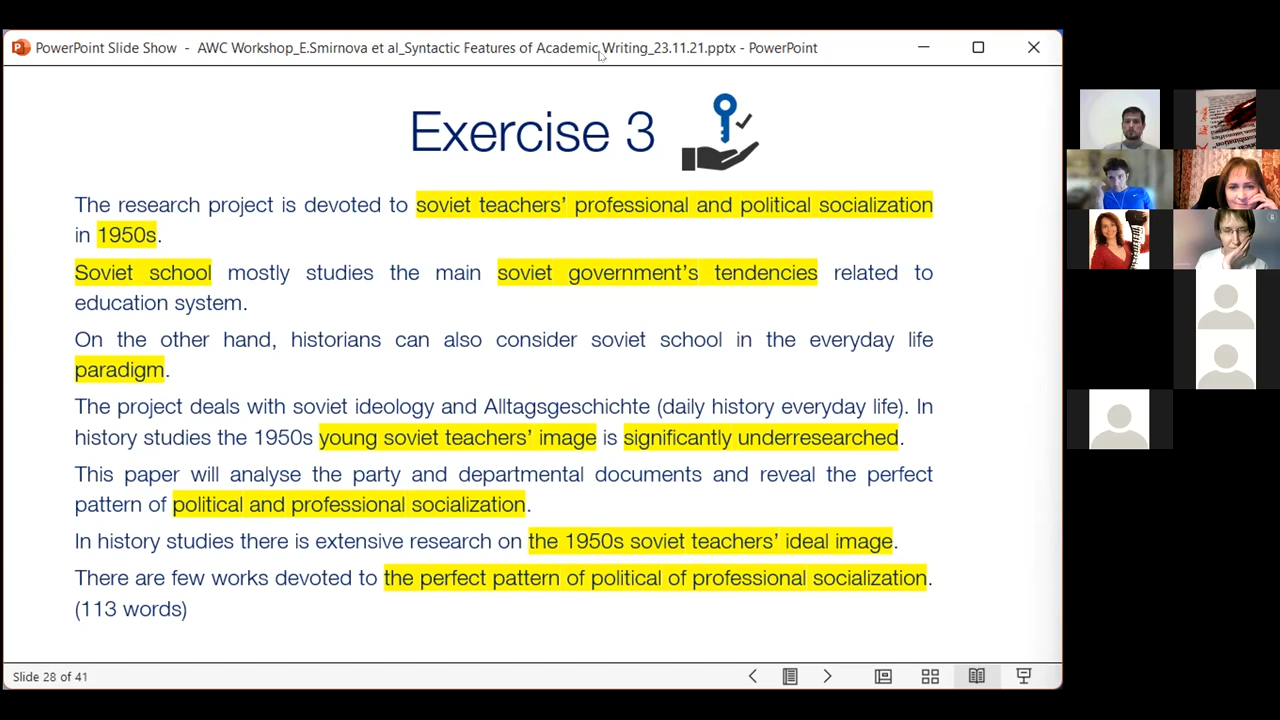 PowerPoint Slide Show - AWC Workshop_E.Smirnova et al_Syntactic Features of Academic Writing_23.11.21.pptx - PowerPoint
Exercise 3
The research project is devoted to soviet teachers' professional and political socialization
in 1950s.
Soviet school mostly studies the main soviet government's tendencies related to
education system.
On the other hand, historians can also consider soviet school in the everyday life
paradigm.
The project deals with soviet ideology and Alltagsgeschichte (daily history everyday life). In
history studies the 1950s young soviet teachers' image is significantly underresearched.
This paper will analyse the party and departmental documents and reveal the perfect
pattern of political and professional socialization.
In history studies there is extensive research on the 1950s soviet teachers' ideal image.
There are few works devoted to the perfect pattern of political of professional socialization.
(113 words)
Slide 28 of 41